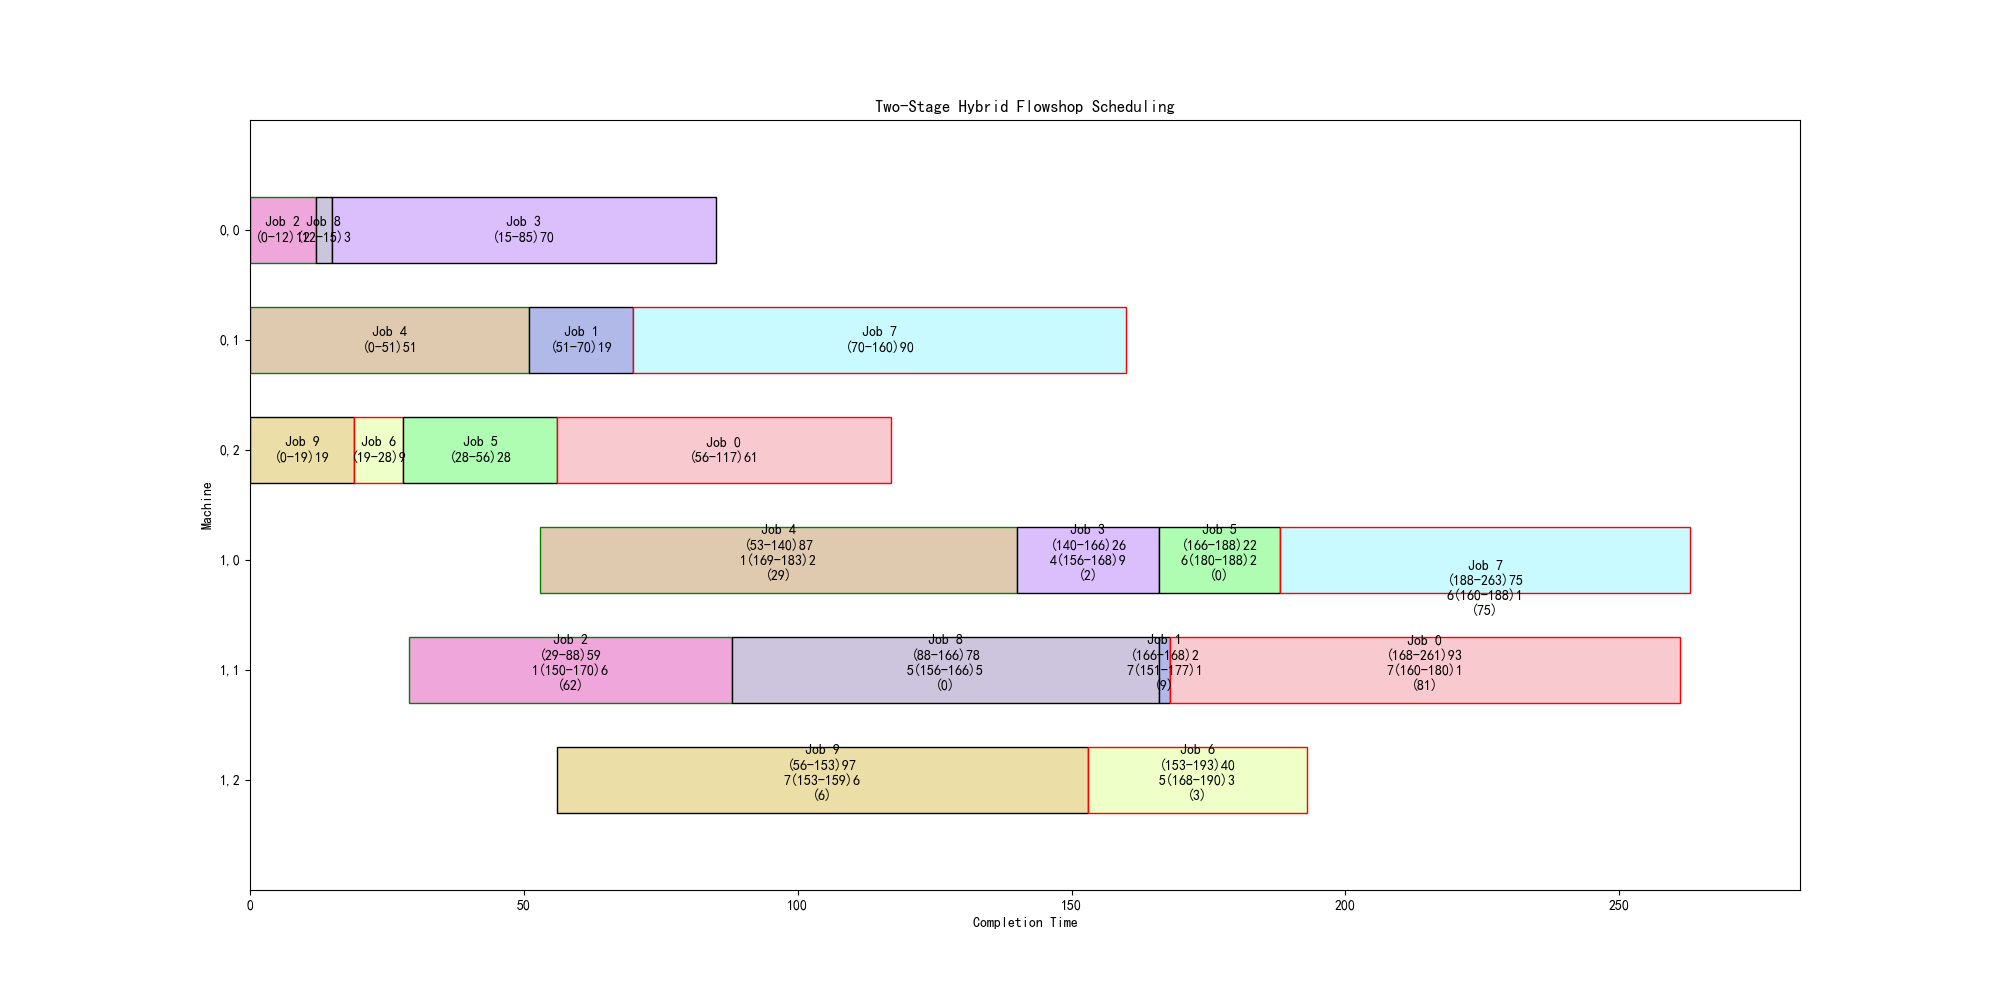 Two-Stage Hybrid Flowshop Scheduling
0,0
Job 2
(0-12)12
Job 8
(12-15)3
Job 3
(15-85)70
0,1
Job 4
(0-51)51
Job 1
(51-70)19
Job 7
(70-160)90
0,2
Job 9
(0-19)19
Job 6
(19-28)9
Job 5
(28-56)28
Job 0
(56-117)61
Machine
1,0
Job 4
(53-140)87
1(169-183)2
(29)
Job 3
(140-166)26
4(156-168)9
(2)
Job 5
(166-188)22
6(180-188)2
(0)
Job 7
(188-263)75
6(160-188)1
(75)
1,1
Job 2
(29-88)59
1(150-170)6
(62)
Job 8
(88-166)78
5(156-166)5
(0)
Job 1
(166-168)2
7(151-177)1
(9)
Job 0
(168-261)93
7(160-180)1
(81)
1,2
Job 9
(56-153)97
7(153-159)6
(6)
Job 6
(153-193)40
5(168-190)3
(3)
0
50
100
150
200
250
Completion Time